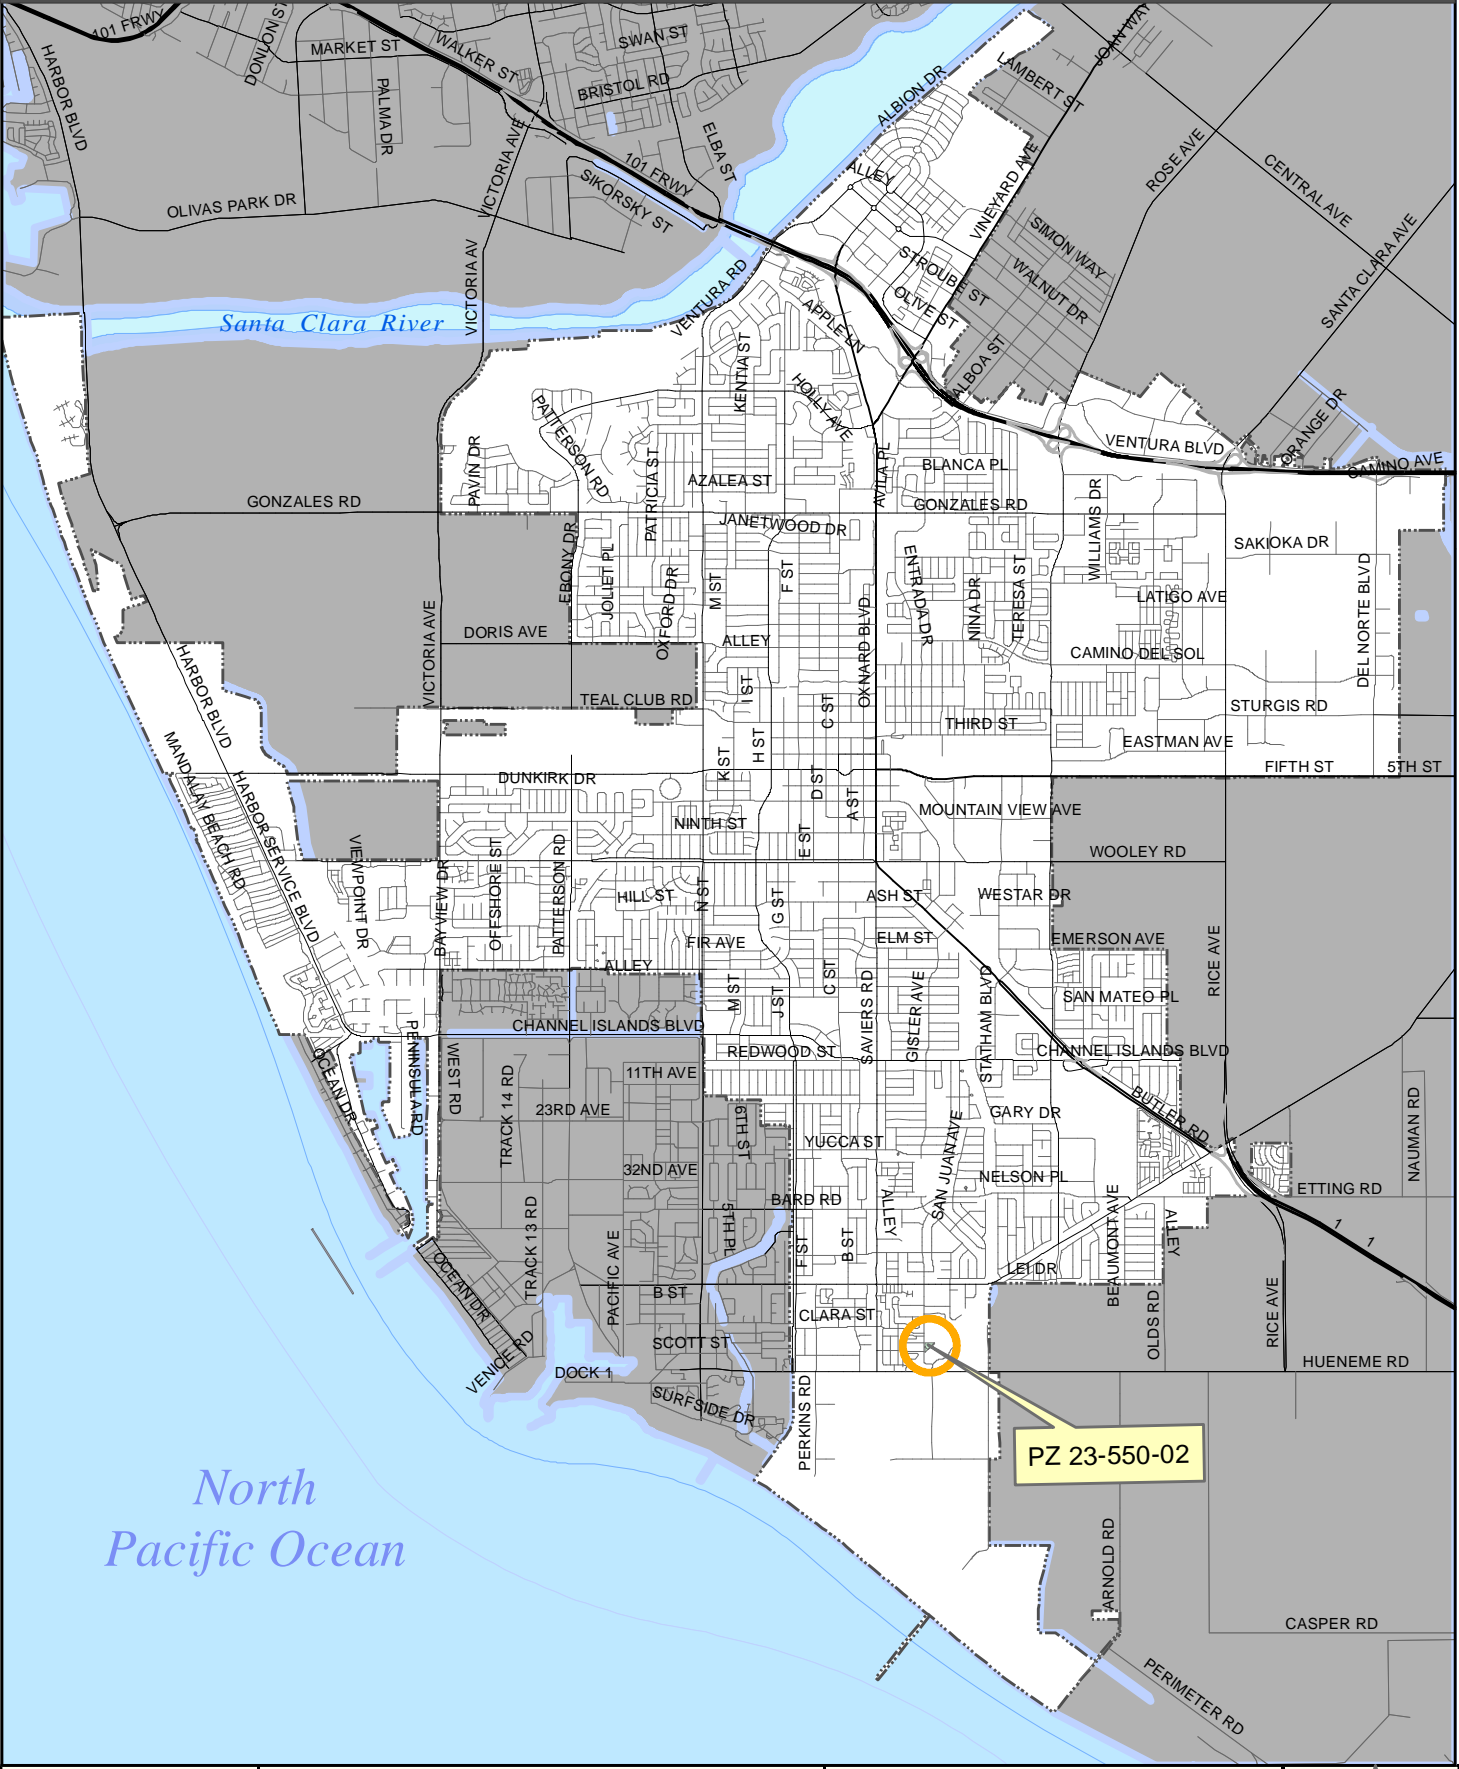 101 FRWY
DONLON ST
MARKET ST
WALKER ST
SWAN ST
BRISTOL RD
HARBOR BLVD
PALMA DR
VICTORIA AVE
ELBA ST
101 FRWY
SIKORSKY ST
OLIVAS PARK DR
ALBION DR
LAMBERT ST
JOAN WAY
ALLEY
VINEYARD AVE
ROSE AVE
CENTRAL AVE
SANTA CLARA AVE
SIMON WAY
WALNUT DR
STROUBE ST
OLIVE ST
VICTORIA AV
Santa Clara River
VENTURA RD
APPLE LN
KENTIA ST
HOLLY AVE
BALBOA ST
PATTERSON RD
PAVIN DR
PATRICIA ST
AZALEA ST
AVILA PL
BLANCA PL
VENTURA BLVD
ORANGE DR
CAMINO AVE
GONZALES RD
GONZALES RD
JANETWOOD DR
WILLIAMS DR
SAKIOKA DR
EBONY DR
JOLIET PL
OXFORD DR
M ST
F ST
ENTRADA DR
NINA DR
TERESA ST
LATIGO AVE
DEL NORTE BLVD
VICTORIA AVE
DORIS AVE
ALLEY
OXNARD BLVD
CAMINO DEL SOL
HARBOR BLVD
TEAL CLUB RD
I ST
C ST
THIRD ST
STURGIS RD
EASTMAN AVE
H ST
K ST
MANDALAY BEACH RD
DUNKIRK DR
D ST
A ST
FIFTH ST
5TH ST
HARBOR SERVICE BLVD
NINTH ST
E ST
MOUNTAIN VIEW AVE
WOOLEY RD
VIEWPOINT DR
BAYVIEW DR
OFFSHORE ST
PATTERSON RD
HILL ST
N ST
G ST
ASH ST
WESTAR DR
FIR AVE
ELM ST
EMERSON AVE
RICE AVE
ALLEY
M ST
J ST
C ST
SAVIERS RD
GISLER AVE
STATHAM BLVD
SAN MATEO PL
CHANNEL ISLANDS BLVD
REDWOOD ST
CHANNEL ISLANDS BLVD
OCEAN DR
PENINSULA RD
WEST RD
TRACK 14 RD
11TH AVE
23RD AVE
6TH ST
YUCCA ST
SAN JUAN AVE
GARY DR
BUTLER RD
NAUMAN RD
32ND AVE
NELSON PL
BARD RD
ETTING RD
TRACK 13 RD
5TH PL
ALLEY
BEAUMONT AVE
ALLEY
1
1
OCEAN DR
PACIFIC AVE
F ST
B ST
LEI DR
B ST
CLARA ST
OLDS RD
RICE AVE
SCOTT ST
VENICE RD
DOCK 1
HUENEME RD
SURFSIDE DR
PERKINS RD
PZ 23-550-02
North
Pacific Ocean
ARNOLD RD
CASPER RD
PERIMETER RD